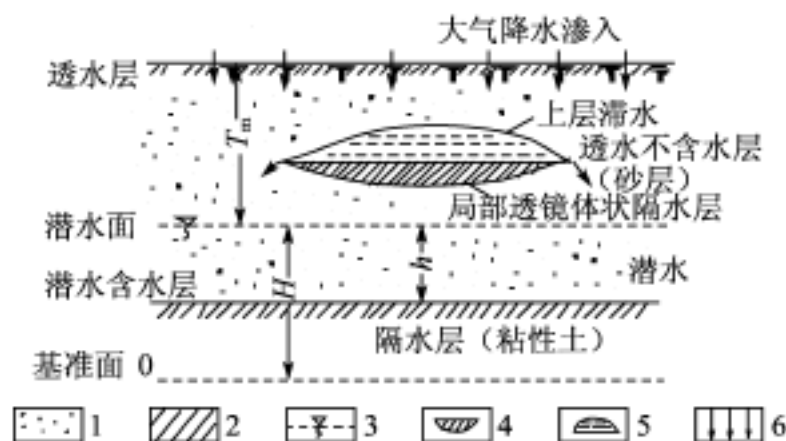 大气降水渗入
透水层
上层滞水
Tm
透水不含水层
(砂层)
局部透镜体状隔水层
潜水面
h
潜水
潜水含水层
H
隔水层(粘性土)
基准面 0
1 2 3 4 5 6